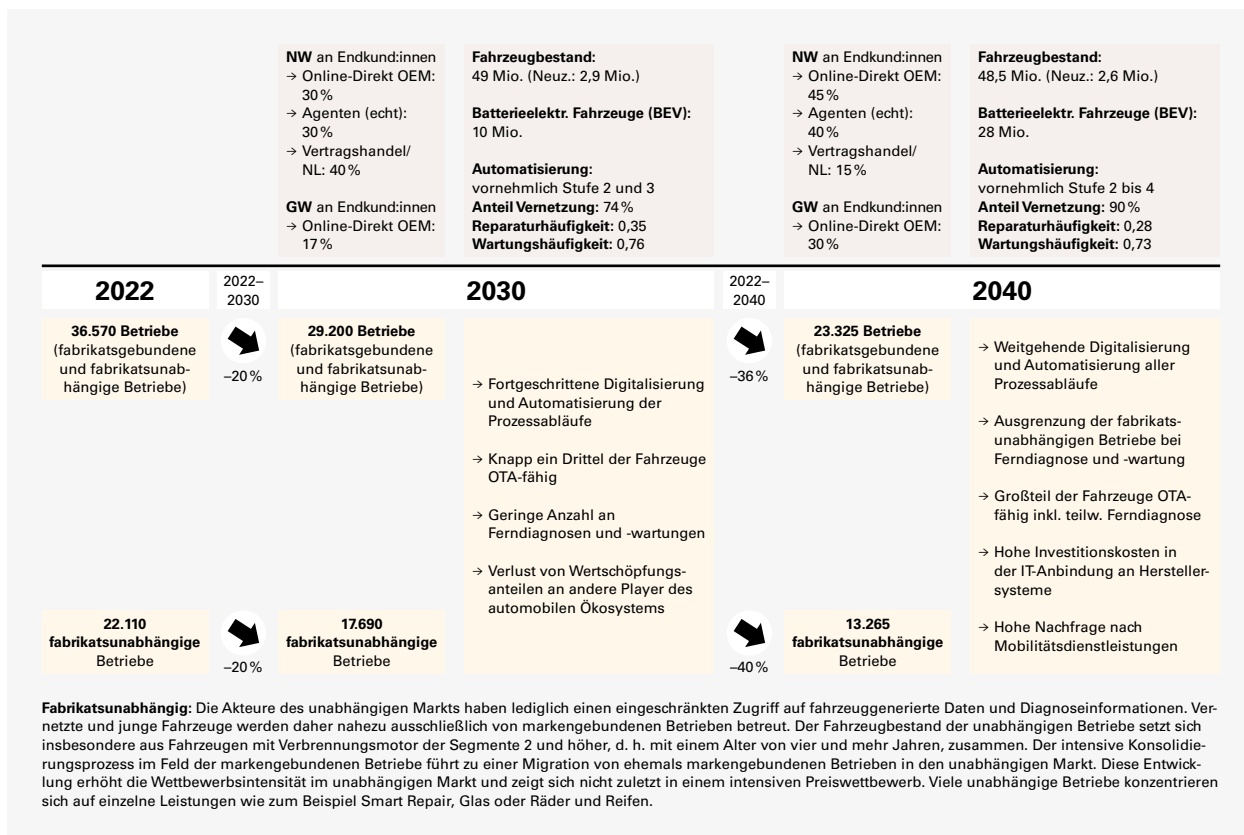 NW an Endkund:innen
→ Online-Direkt OEM:
30 %
→ Agenten (echt):
30 %
→ Vertragshandel/
NL: 40 %
GW an Endkund:innen
→ Online-Direkt OEM:
17 %
Fahrzeugbestand:
49 Mio. (Neuz.: 2,9 Mio.)
Batterieelektr. Fahrzeuge (BEV):
10 Mio.
Automatisierung:
vornehmlich Stufe 2 und 3
Anteil Vernetzung: 74 %
Reparaturhäufigkeit: 0,35
Wartungshäufigkeit: 0,76
NW an Endkund:innen
→ Online-Direkt OEM:
45 %
→ Agenten (echt):
40 %
→ Vertragshandel/
NL: 15 %
GW an Endkund:innen
→ Online-Direkt OEM:
30 %
Fahrzeugbestand:
48,5 Mio. (Neuz.: 2,6 Mio.)
Batterieelektr. Fahrzeuge (BEV):
28 Mio.
Automatisierung:
vornehmlich Stufe 2 bis 4
Anteil Vernetzung: 90 %
Reparaturhäufigkeit: 0,28
Wartungshäufigkeit: 0,73
2022
2022–
2030
2030
2022–
2040
2040
36.570 Betriebe
(fabrikatsgebundene
und fabrikatsunab-
hängige Betriebe)
–20 %
29.200 Betriebe
(fabrikatsgebundene
und fabrikatsunab-
hängige Betriebe)
→ Fortgeschrittene Digitalisierung
und Automatisierung der
Prozessabläufe
→ Knapp ein Drittel der Fahrzeuge
OTA-fähig
→ Geringe Anzahl an
Ferndiagnosen und -wartungen
→ Verlust von Wertschöpfungs-
anteilen an andere Player des
automobilen Ökosystems
–36 %
23.325 Betriebe
(fabrikatsgebundene
und fabrikatsunab-
hängige Betriebe)
→ Weitgehende Digitalisierung
und Automatisierung aller
Prozessabläufe
→ Ausgrenzung der fabrikats-
unabhängigen Betriebe bei
Ferndiagnose und -wartung
→ Großteil der Fahrzeuge OTA-
fähig inkl. teilw. Ferndiagnose
→ Hohe Investitionskosten in
der IT-Anbindung an Hersteller-
systeme
→ Hohe Nachfrage nach
Mobilitätsdienstleistungen
22.110
fabrikatsunabhängige
Betriebe
–20 %
17.690
fabrikatsunabhängige
Betriebe
–40 %
13.265
fabrikatsunabhängige
Betriebe
Fabrikatsunabhängig: Die Akteure des unabhängigen Markts haben lediglich einen eingeschränkten Zugriff auf fahrzeuggenerierte Daten und Diagnoseinformationen. Ver-
netzte und junge Fahrzeuge werden daher nahezu ausschließlich von markengebundenen Betrieben betreut. Der Fahrzeugbestand der unabhängigen Betriebe setzt sich
insbesondere aus Fahrzeugen mit Verbrennungsmotor der Segmente 2 und höher, d. h. mit einem Alter von vier und mehr Jahren, zusammen. Der intensive Konsolidie-
rungsprozess im Feld der markengebundenen Betriebe führt zu einer Migration von ehemals markengebundenen Betrieben in den unabhängigen Markt. Diese Entwick-
lung erhöht die Wettbewerbsintensität im unabhängigen Markt und zeigt sich nicht zuletzt in einem intensiven Preiswettbewerb. Viele unabhängige Betriebe konzentrieren
sich auf einzelne Leistungen wie zum Beispiel Smart Repair, Glas oder Räder und Reifen.